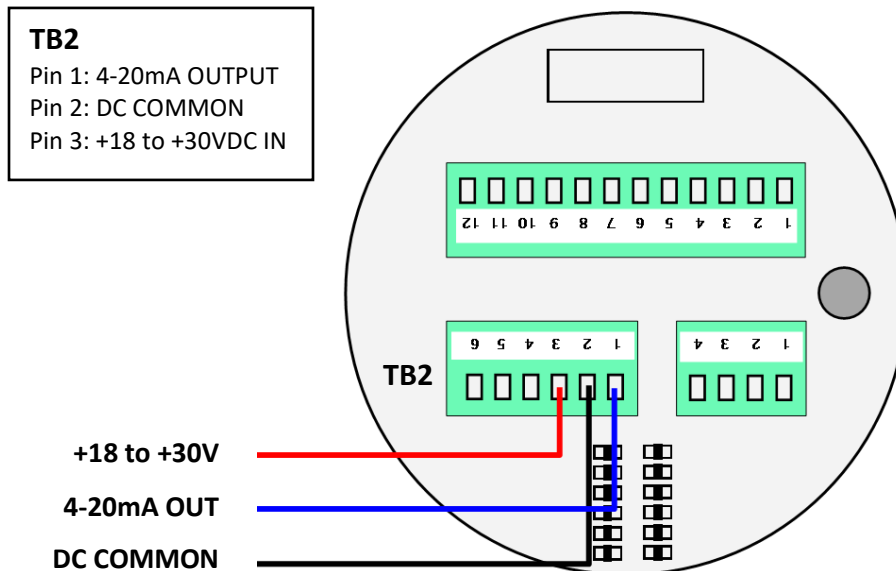 TB2
Pin 1: 4-20mA OUTPUT
Pin 2: DC COMMON
Pin 3: +18 to +30VDC IN
12 11 10 9 8 7 6 5 4 3 2 1
6 5 4 3 2 1
4 3 2 1
TB2
+18 to +30V
4-20mA OUT
DC COMMON